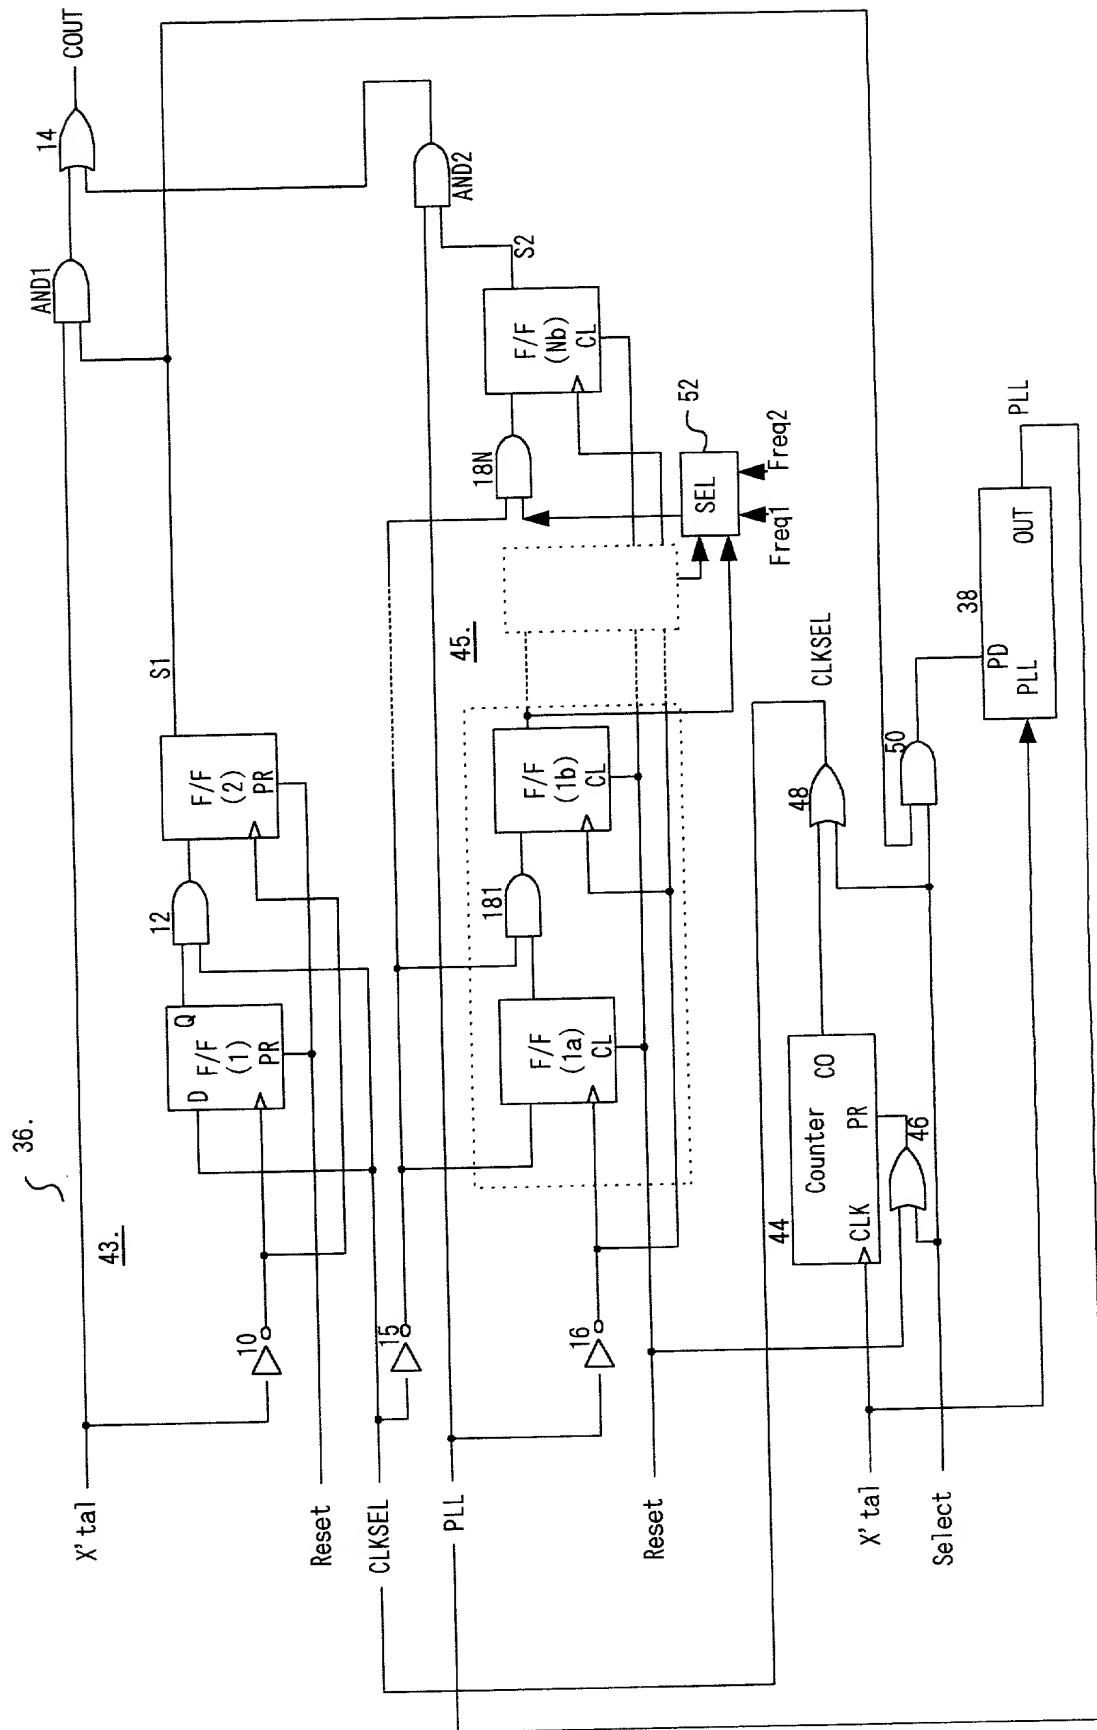 36.
43.
X'tal
10
Reset
D
Q
F/F
(1)
PR
12
F/F
(2)
PR
S1
AND1
14
COUT
CLKSEL
15
PLL
16
Reset
F/F
(1a)
CL
181
F/F
(1b)
CL
45.
18N
F/F
(Nb)
CL
S2
AND2
SEL
52
Freq1
Freq2
44
Counter
CLK
CO
PR
46
X'tal
Select
48
CLKSEL
50
38
PD
PLL
OUT
PLL